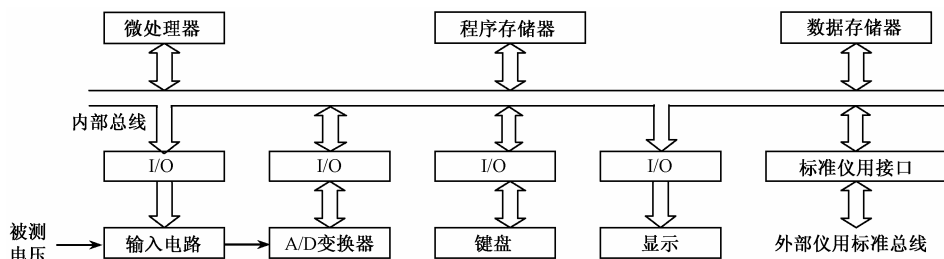 微处理器
程序存储器
数据存储器
内部总线
I/O
I/O
I/O
I/O
标准仪用接口
被测
电压
输入电路
A/D变换器
键盘
显示
外部仪用标准总线